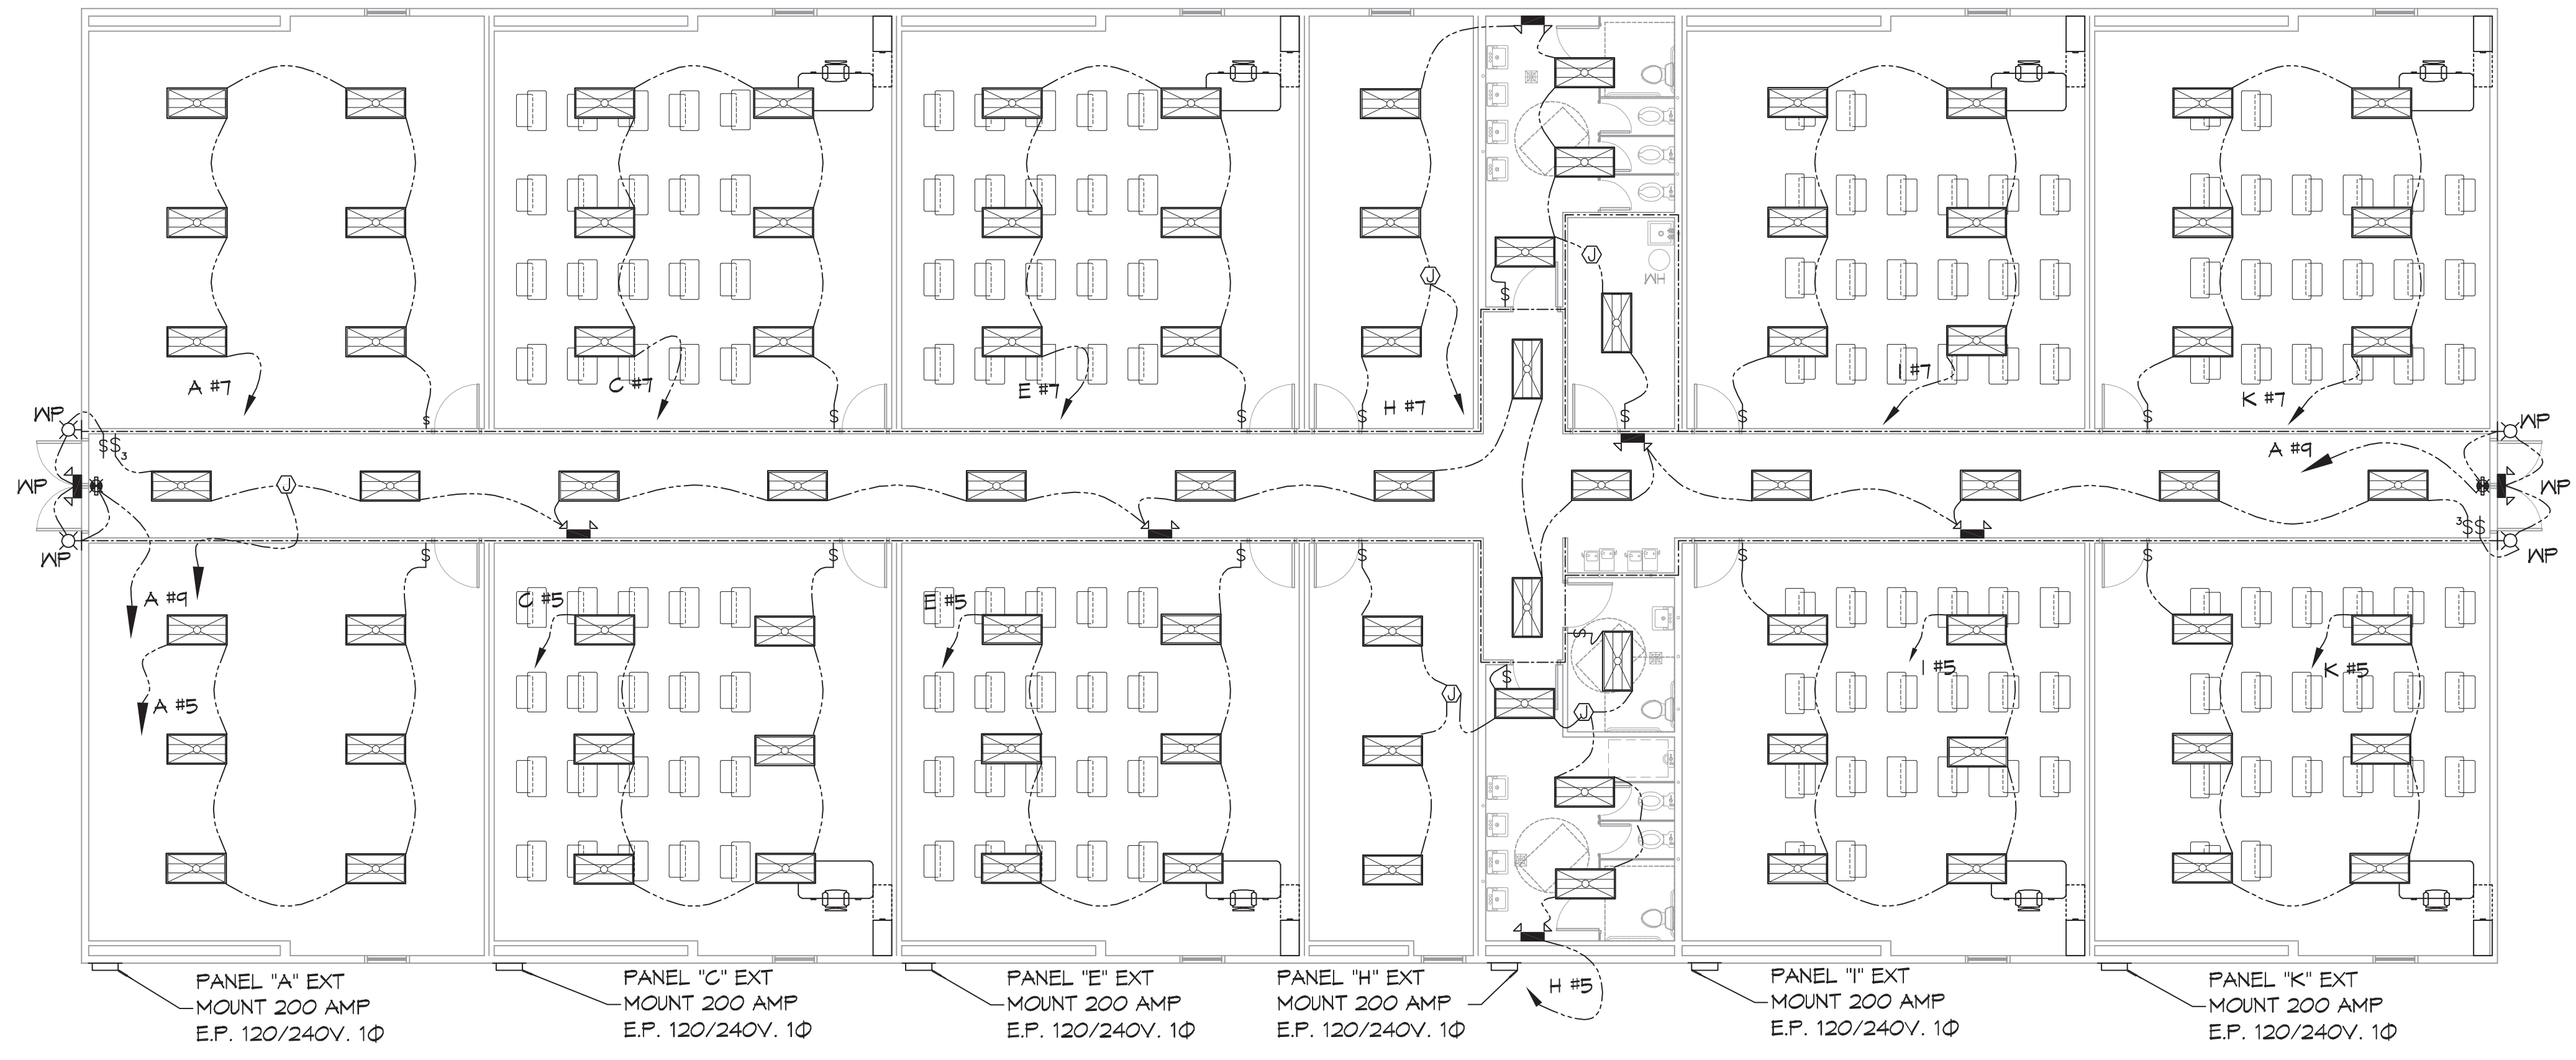 A #7
C #7
E #7
H #7
I #7
K #7
J
J
WH
S
S
S
S
S
S
S
S
WP
WP
WP
$$3
J
A #9
WP
WP
WP
3$$
S
S
S
S
S
S
A #9
C #5
E #5
S
I #5
K #5
S
J
J
A #5
H #5
PANEL "A" EXT
MOUNT 200 AMP
E.P. 120/240V. 1Φ
PANEL "C" EXT
MOUNT 200 AMP
E.P. 120/240V. 1Φ
PANEL "E" EXT
MOUNT 200 AMP
E.P. 120/240V. 1Φ
PANEL "H" EXT
MOUNT 200 AMP
E.P. 120/240V. 1Φ
PANEL "I" EXT
MOUNT 200 AMP
E.P. 120/240V. 1Φ
PANEL "K" EXT
MOUNT 200 AMP
E.P. 120/240V. 1Φ